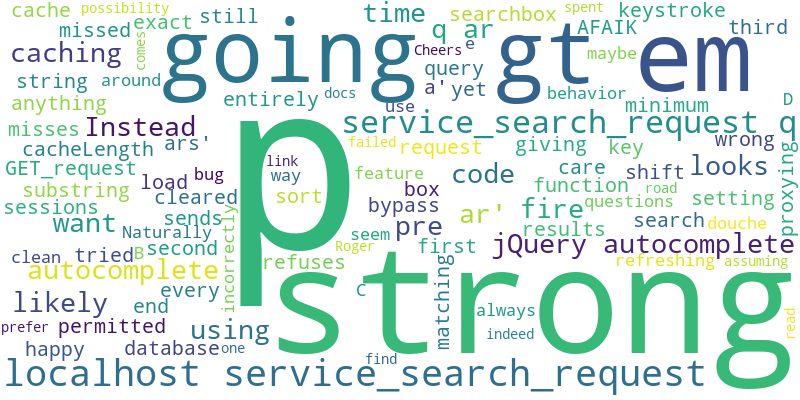 cache possibility
missed exact still
going
time
searchbox keystroke
AFAIK third
caching comes
gt
em
q ar
Cheers e
maybe
string around
query
a' yet
behavior
anything
entirely docs
use
minimum D
misses Instead
service_search_request q
cacheLength ars'
failed request giving key wrong
GET_request bug
p
link
code care shift looks
load
way
feature
substring cleared
sort box
function setting
proxying
sessions
bypass
ar' fire
questions road
want sends
results search douche
Naturally
pre
incorrectly
Roger seem first
jQuery autocomplete
clean tried B second
refuses
matching
refreshing assuming
autocomplete
every
C
strong
likely end
always
prefer permitted using
indeed
read
happy database one
find
localhost service_search_request
spent